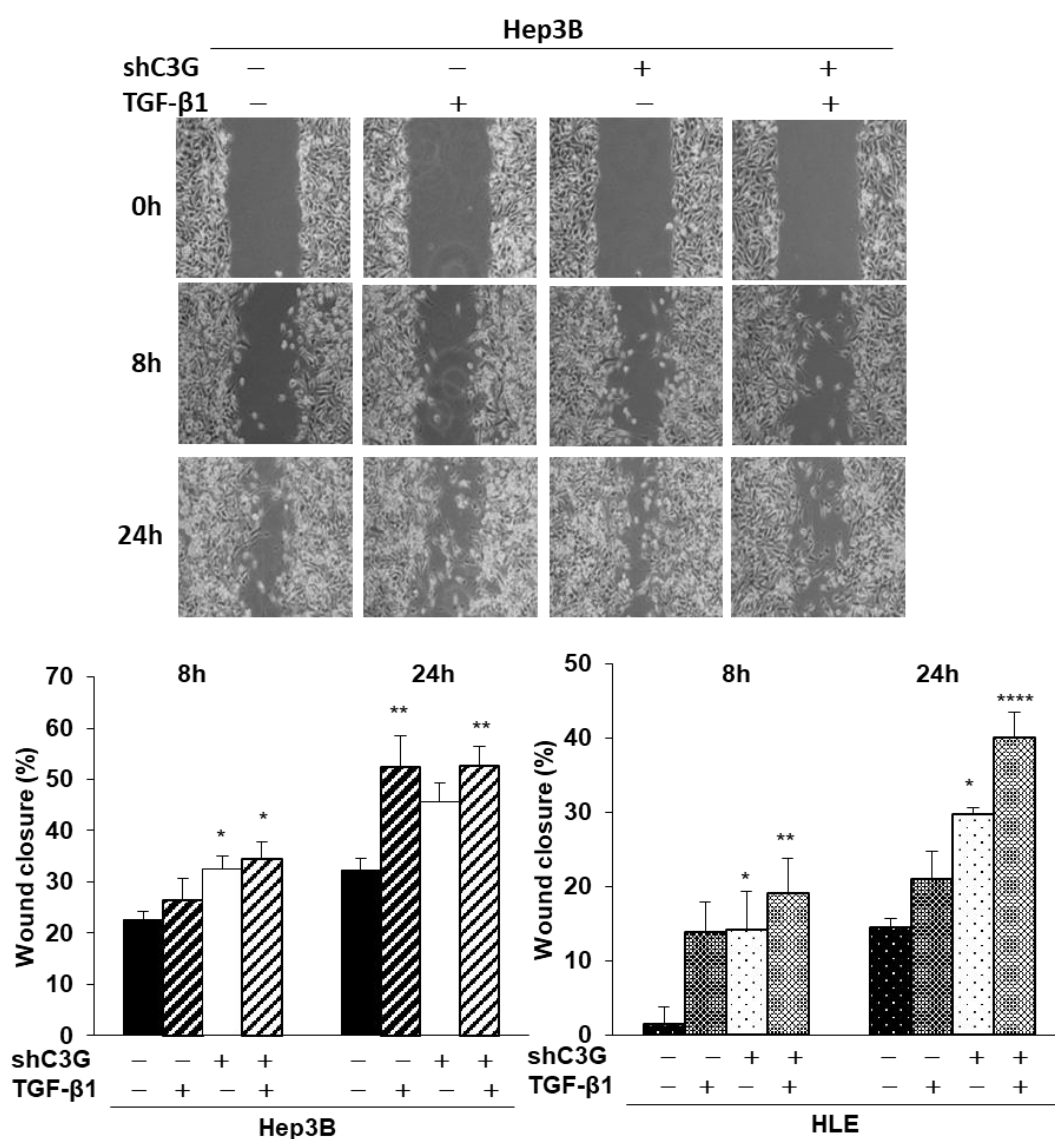 Hep3B
shC3G − − + +
TGF-β1 − + − +
0h
8h
24h
8h 24h
Wound closure (%)
70
60
50
40
30
20
10
0
** **
* *
shC3G − − + + − − + +
TGF-β1 − + − + − + − +
Hep3B
8h 24h
Wound closure (%)
50
40
30
20
10
0
****
*
**
*
shC3G − − + + − − + +
TGF-β1 − + − + − + − +
HLE